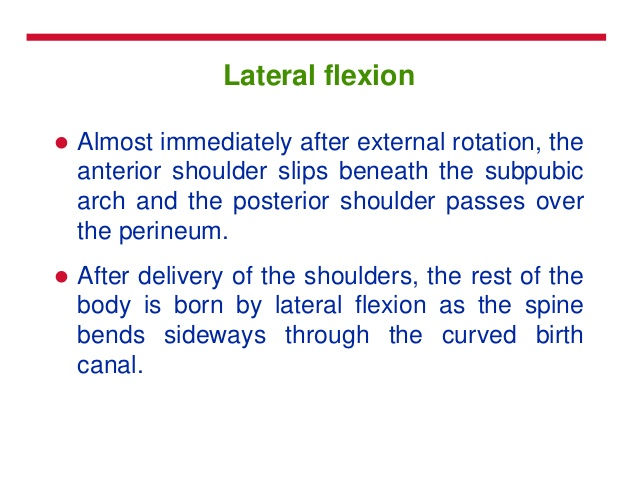 Lateral flexion
● Almost immediately after external rotation, the
anterior shoulder slips beneath the subpubic
arch and the posterior shoulder passes over
the perineum.
● After delivery of the shoulders, the rest of the
body is born by lateral flexion as the spine
bends sideways through the curved birth
canal.